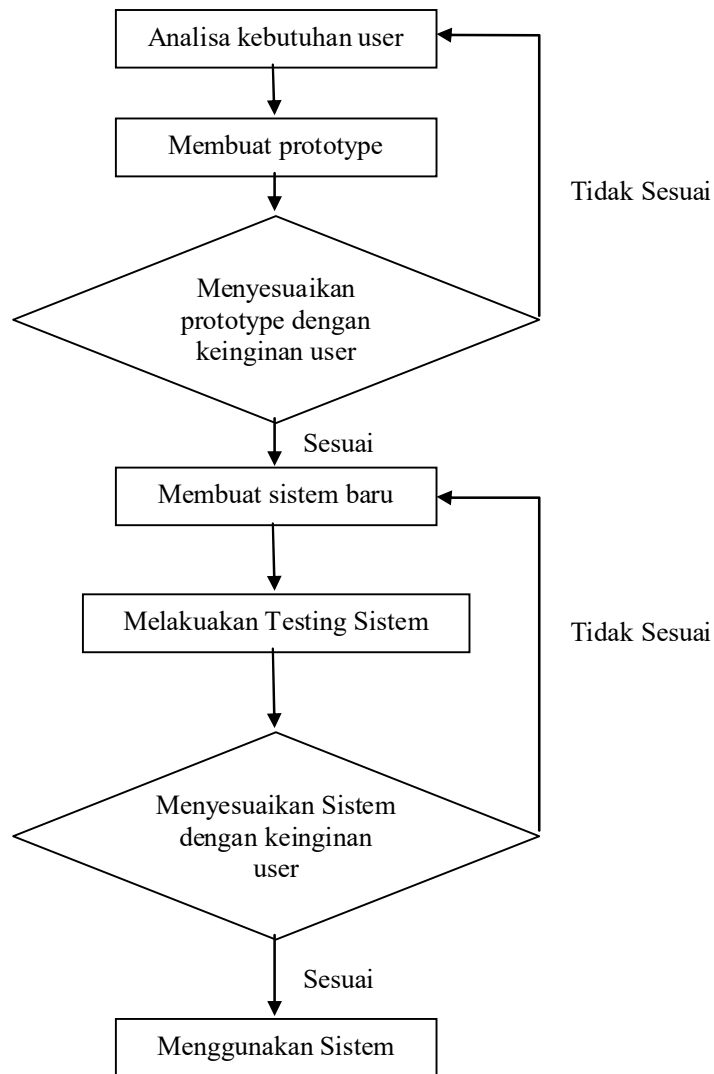 Analisa kebutuhan user
Membuat prototype
Tidak Sesuai
Menyesuaikan
prototype dengan
keinginan user
Sesuai
Membuat sistem baru
Melakuakan Testing Sistem
Tidak Sesuai
Menyesuaikan Sistem
dengan keinginan
user
Sesuai
Menggunakan Sistem